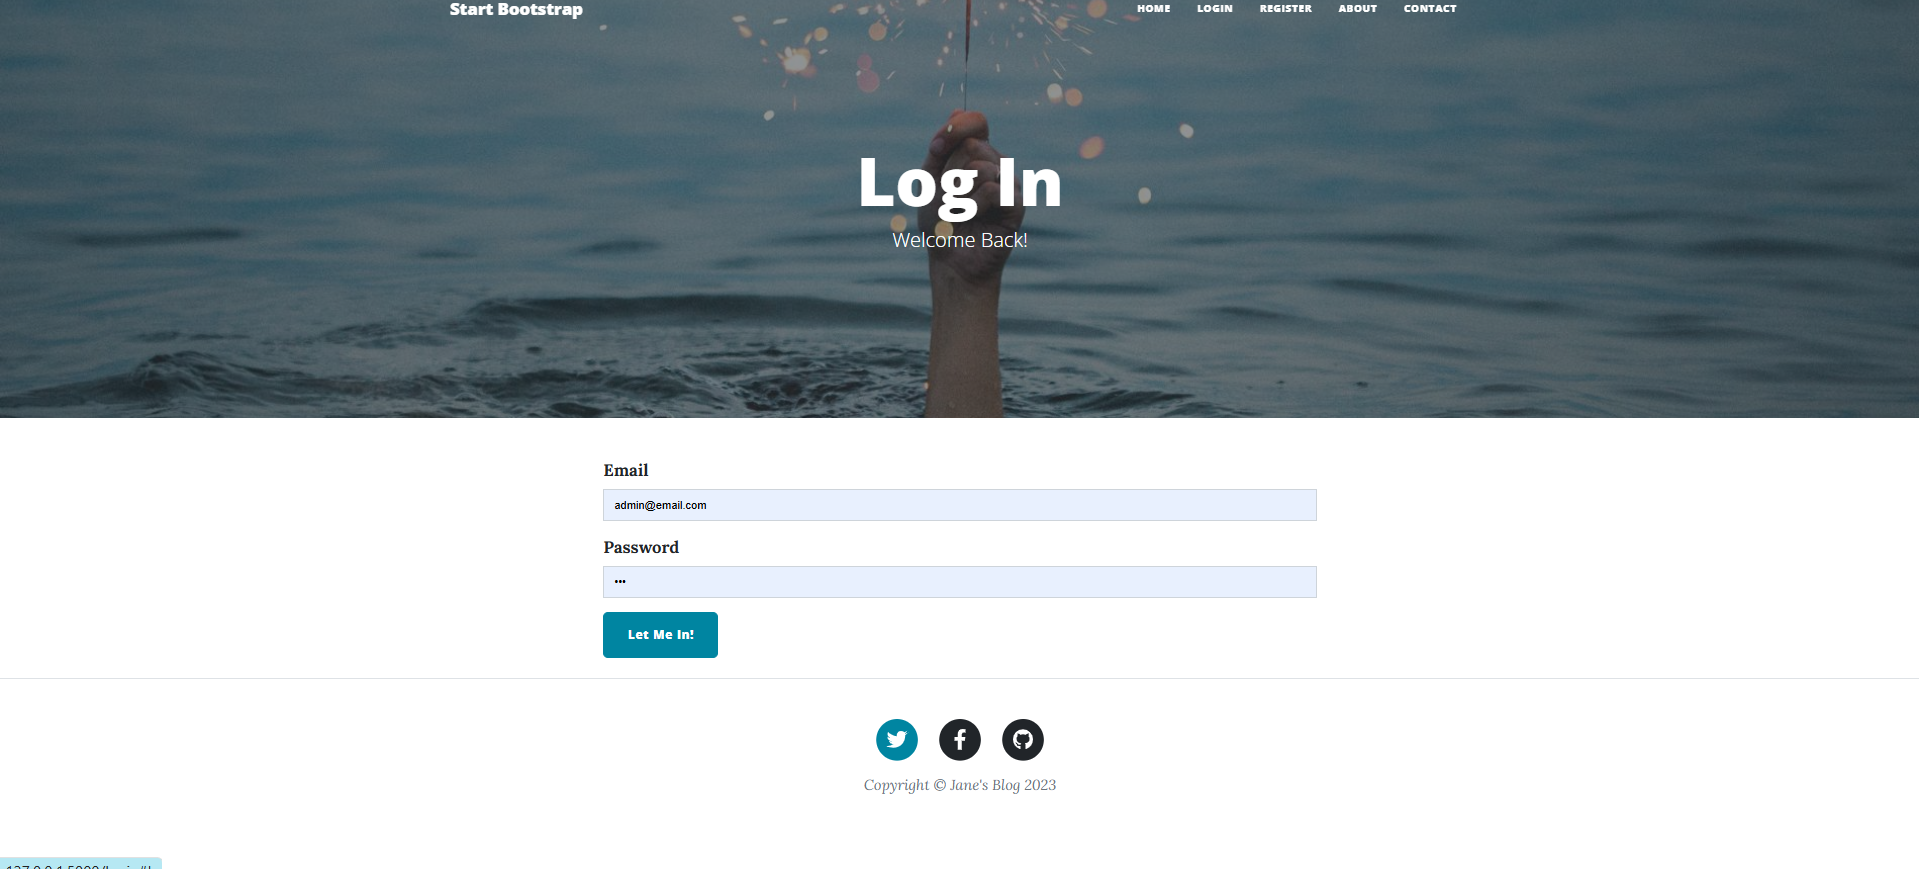 Start Bootstrap
HOME LOGIN REGISTER ABOUT CONTACT
Log In
Welcome Back!
Email
admin@email.com
Password
•••
Let Me In!
Copyright © Jane's Blog 2023